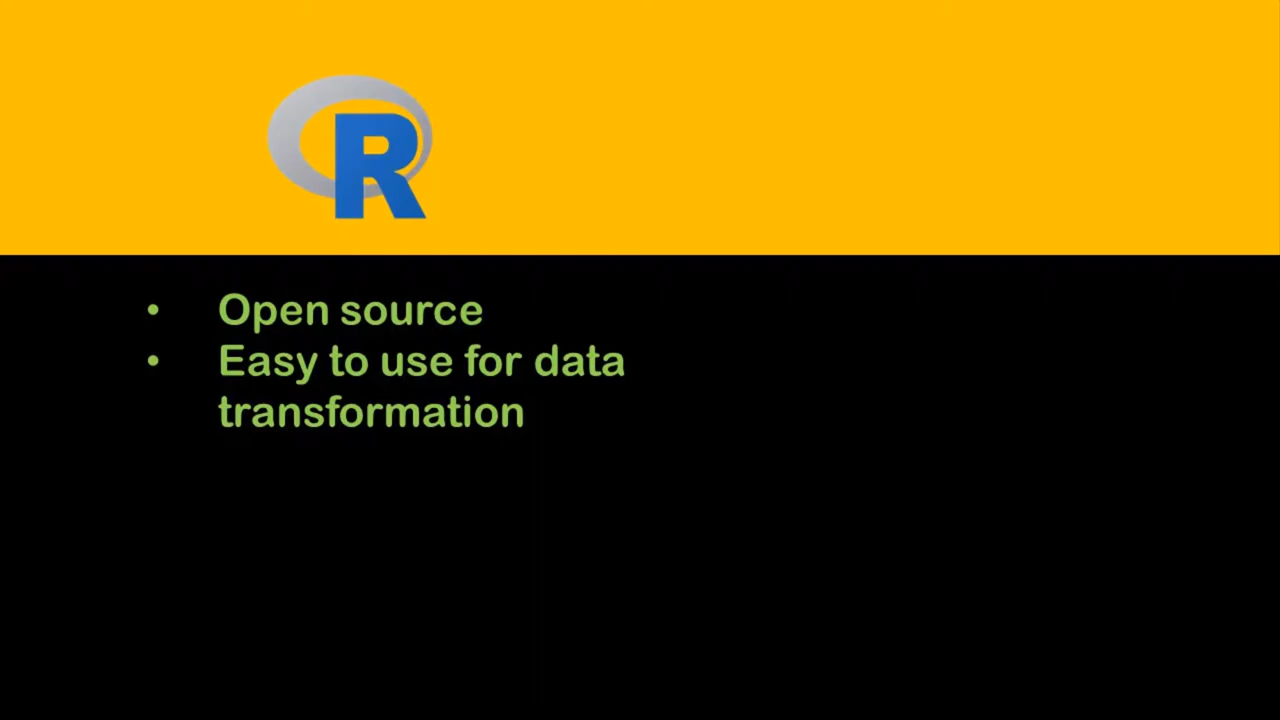 R
• Open source
• Easy to use for data
transformation